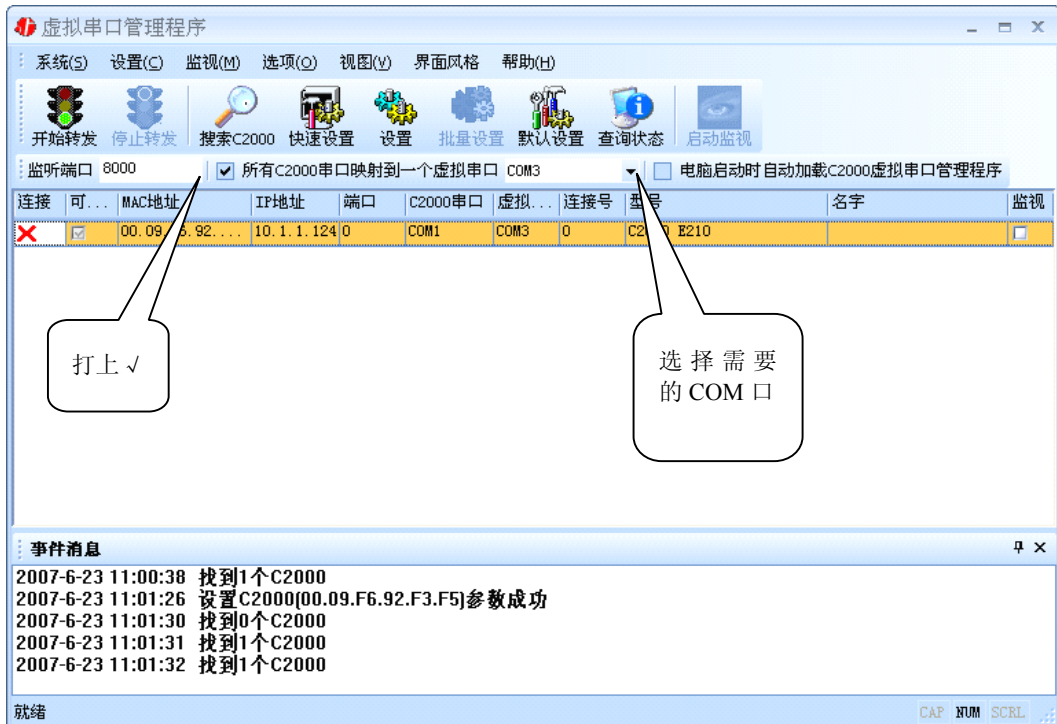 虚拟串口管理程序
系统(S) 设置(C) 监视(M) 选项(O) 视图(V) 界面风格 帮助(H)
开始转发 停止转发 搜索C2000 快速设置 设置 批量设置 默认设置 查询状态 启动监视
监听端口 8000 所有C2000串口映射到一个虚拟串口 COM3 电脑启动时自动加载C2000虚拟串口管理程序
连接 可... MAC地址 IP地址 端口 C2000串口 虚拟... 连接号 型号 名字 监视
00.09. .92.... 10.1.1.124 0 COM1 COM3 0 C2000 E210
打上√
选择需要
的COM口
事件消息
2007-6-23 11:00:38 找到1个C2000
2007-6-23 11:01:26 设置C2000[00.09.F6.92.F3.F5]参数成功
2007-6-23 11:01:30 找到0个C2000
2007-6-23 11:01:31 找到1个C2000
2007-6-23 11:01:32 找到1个C2000
就绪 CAP NUM SCRL